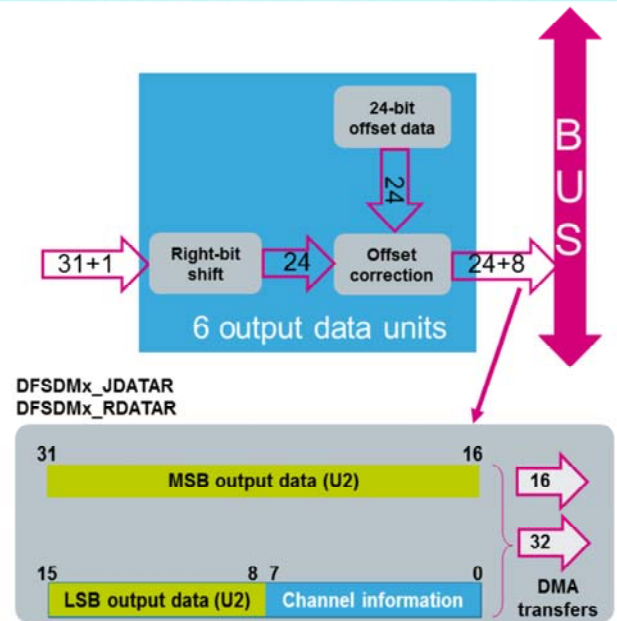 24-bit
offset data
24
31+1
Right-bit
shift
24
Offset
correction
24+8
6 output data units
BUS
DFSDMx_JDATAR
DFSDMx_RDATAR
31 16
MSB output data (U2)
16
32
15 8 7 0
LSB output data (U2) Channel information
DMA
transfers